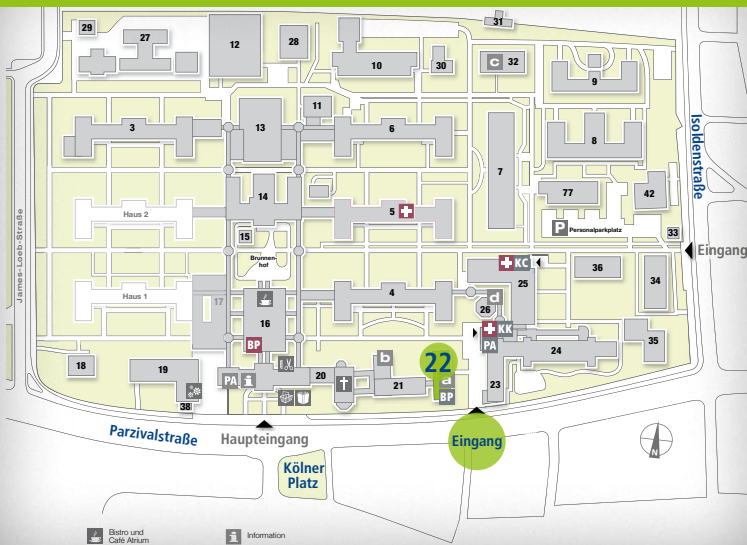 31
29
27
12
28
10
30
C 32
9
11
3
13
6
7
8
14
77
42
Haus 2
5
15
P Personalparkplatz
33
Isoldenstraße
Eingang
James-Loeb-Straße
Brunnen-
hof
KC
25
36
34
Haus 1
17
4
d
26
16
KK
PA
BP
35
24
22
b
18
19
PA i
20
21
a
BP
23
38
Parzivalstraße
Haupteingang
Eingang
Kölner
Platz
N
Bistro und
Café Atrium
i Information